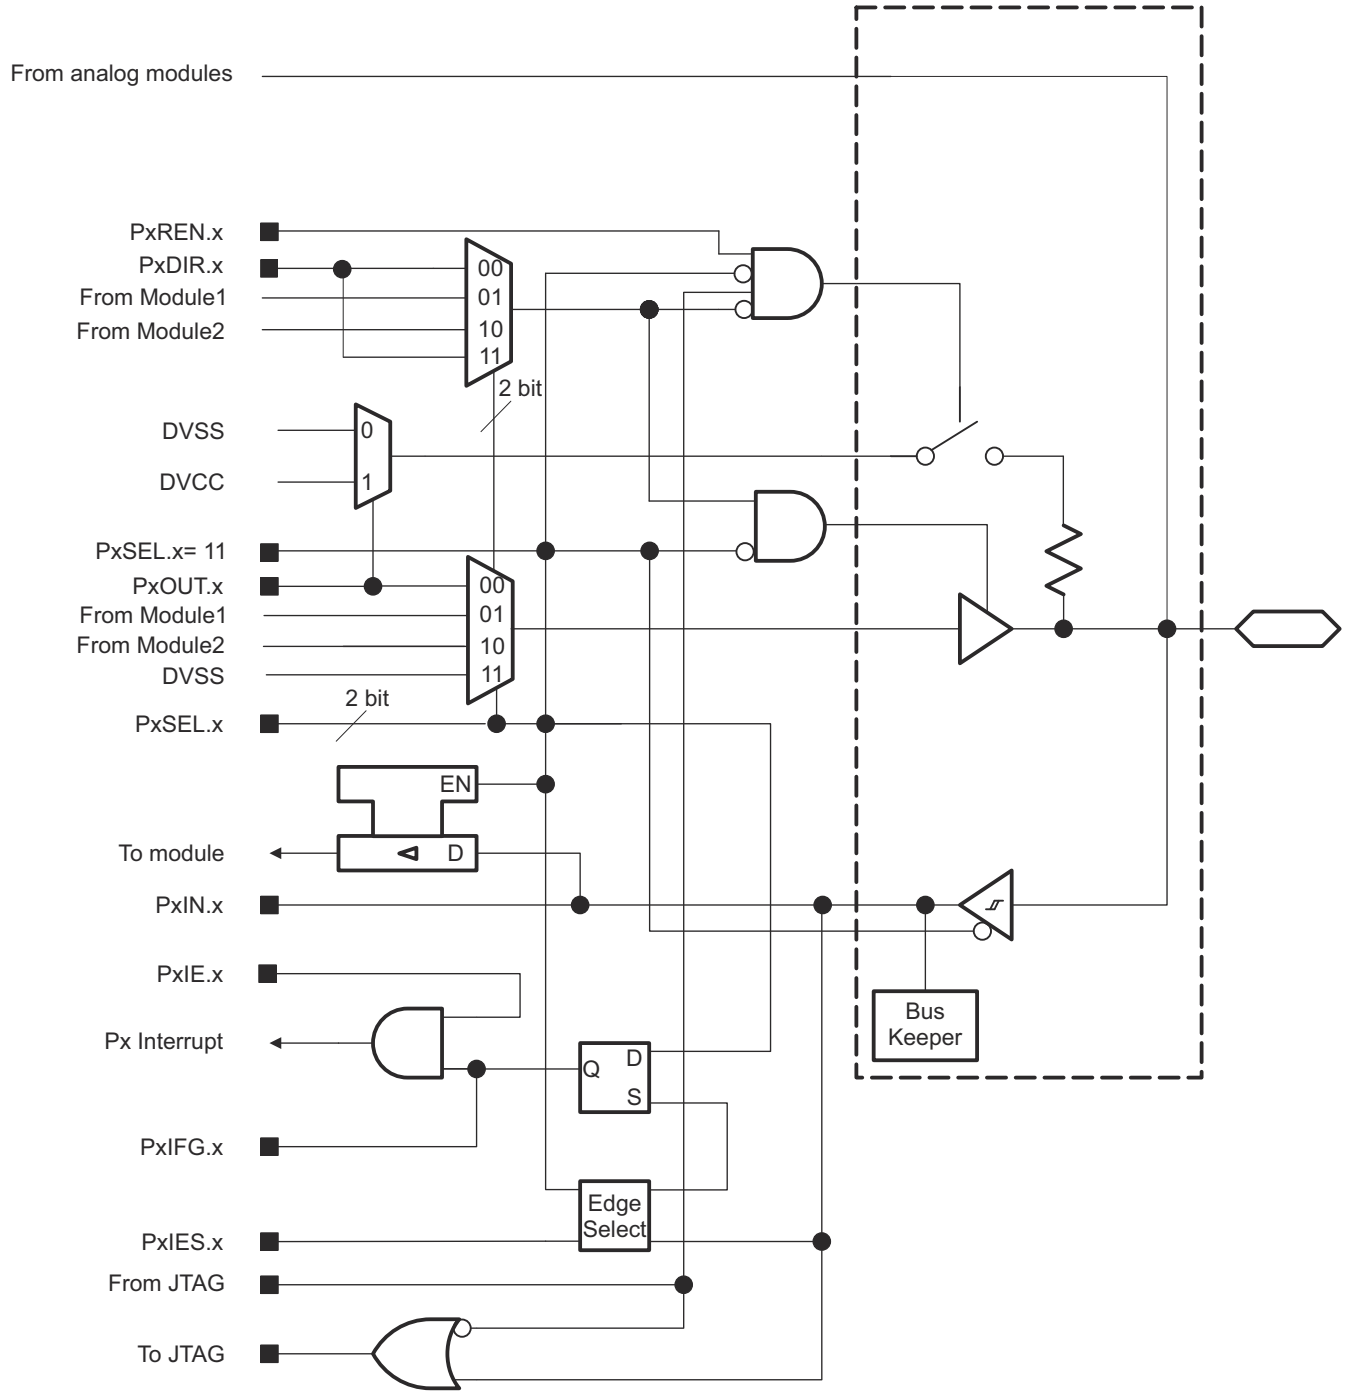 From analog modules
PxREN.x
PxDIR.x
From Module1
From Module2
00
01
10
11
2 bit
DVSS
DVCC
0
1
PxSEL.x= 11
PxOUT.x
From Module1
From Module2
DVSS
00
01
10
11
2 bit
PxSEL.x
EN
To module
D
PxIN.x
PxIE.x
Bus
Keeper
Px Interrupt
Q
D
S
PxIFG.x
Edge
Select
PxIES.x
From JTAG
To JTAG